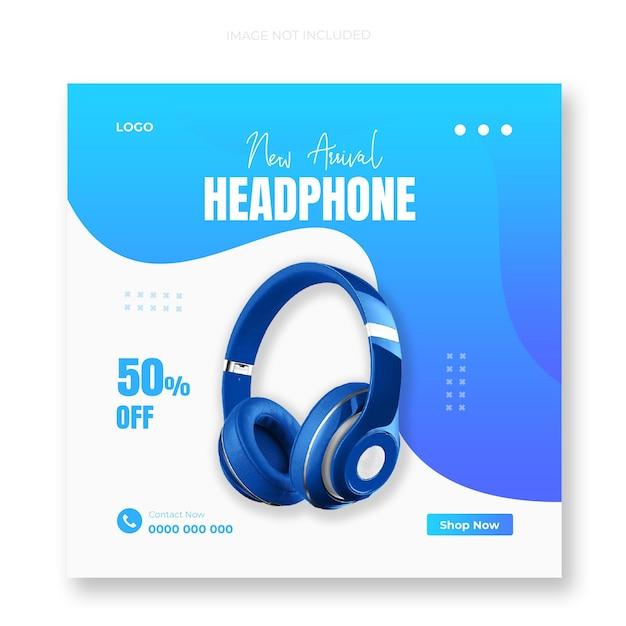 IMAGE NOT INCLUDED
LOGO
New Arrival
HEADPHONE
50%
OFF
Contact Now
0000 000 000
Shop Now